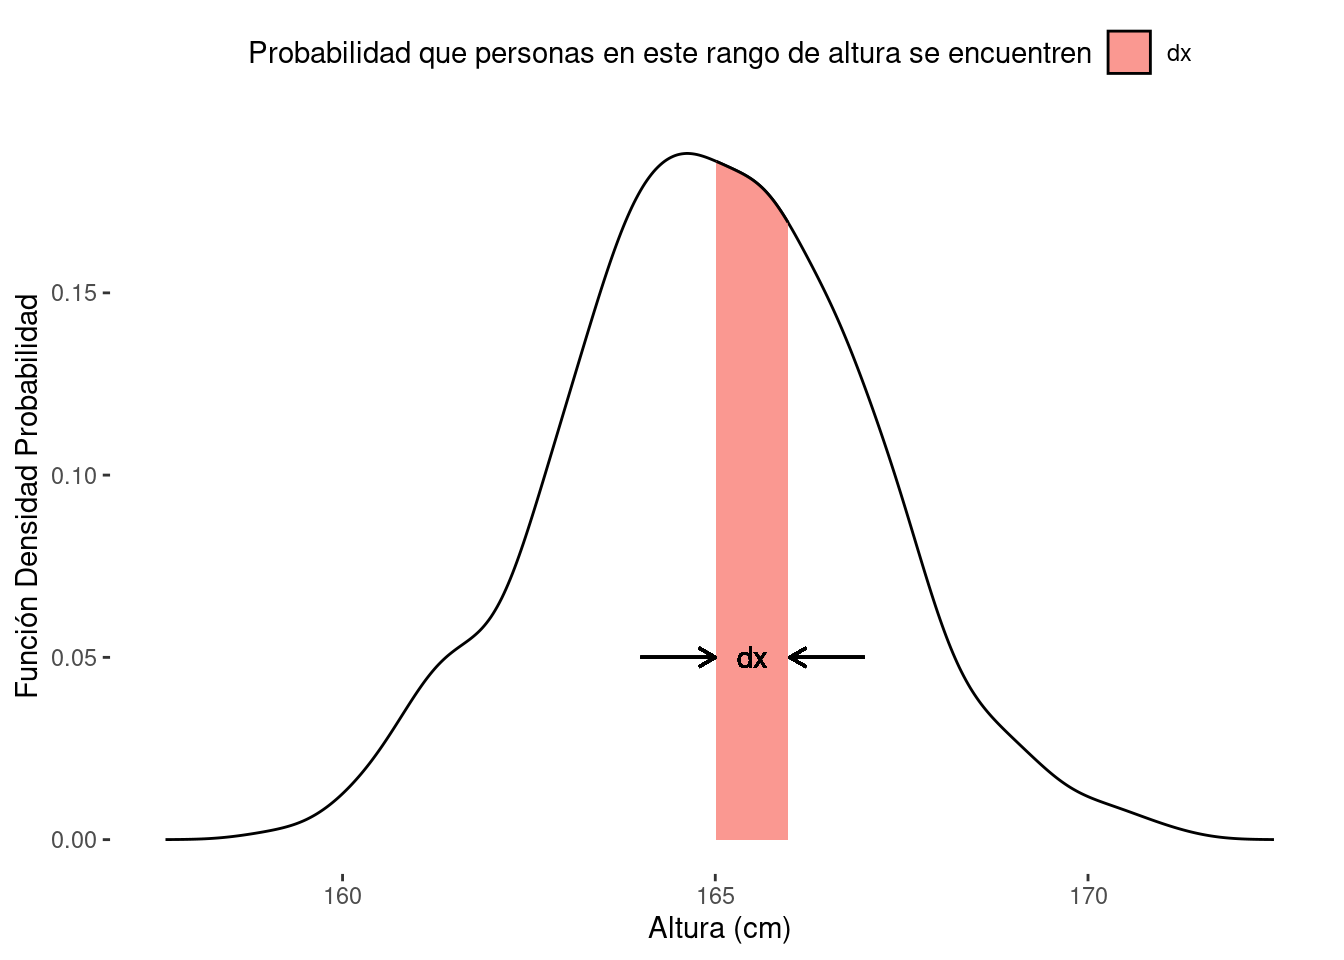 Probabilidad que personas en este rango de altura se encuentren dx
Función Densidad Probabilidad
0.15
0.10
0.05
0.00
dx
160 165 170
Altura (cm)